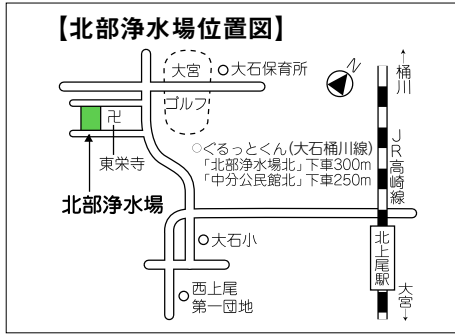 【北部浄水場位置図】
大宮
ゴルフ
○大石保育所
N
↑桶川
卍
東栄寺
北部浄水場
○ぐるっとくん(大石桶川線)
「北部浄水場北」下車300m
「中分公民館北」下車250m
JR高崎線
○大石小
北上尾駅
○西上尾
第一団地
大宮↓